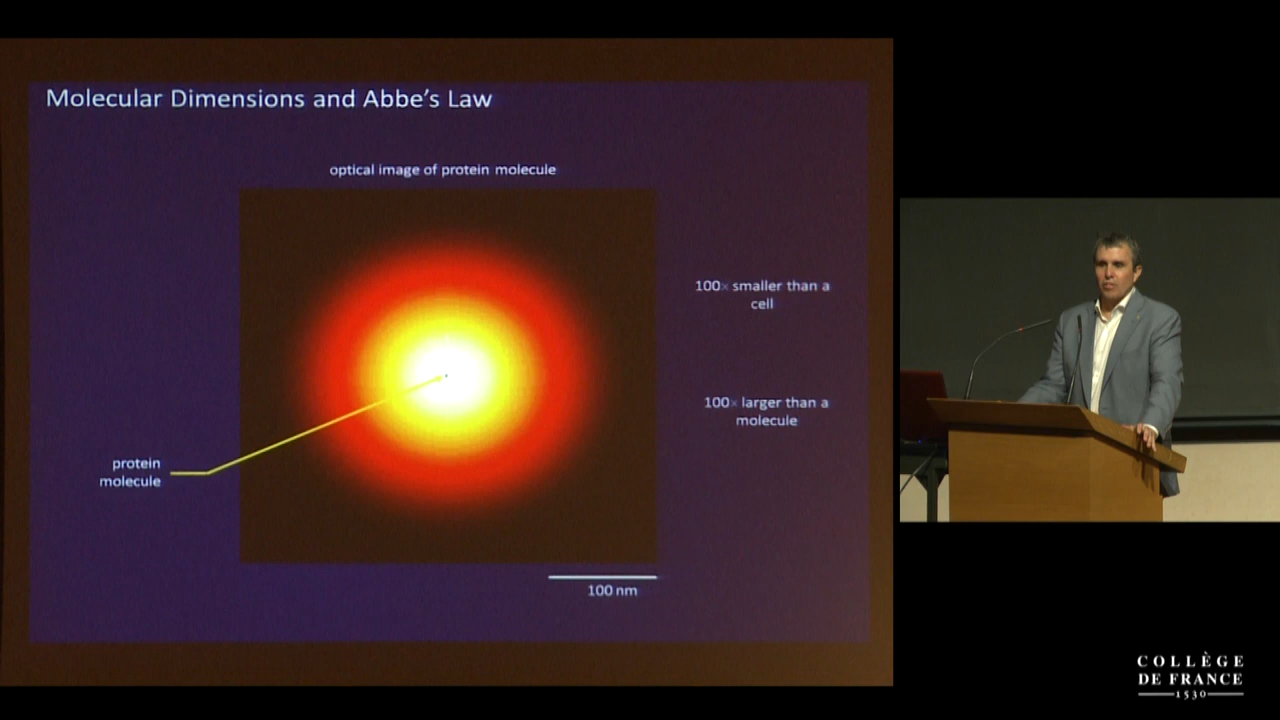 Molecular Dimensions and Abbe's Law
optical image of protein molecule
100× smaller than a
cell
100× larger than a
molecule
protein
molecule
100 nm
COLLÈGE
DE FRANCE
1530